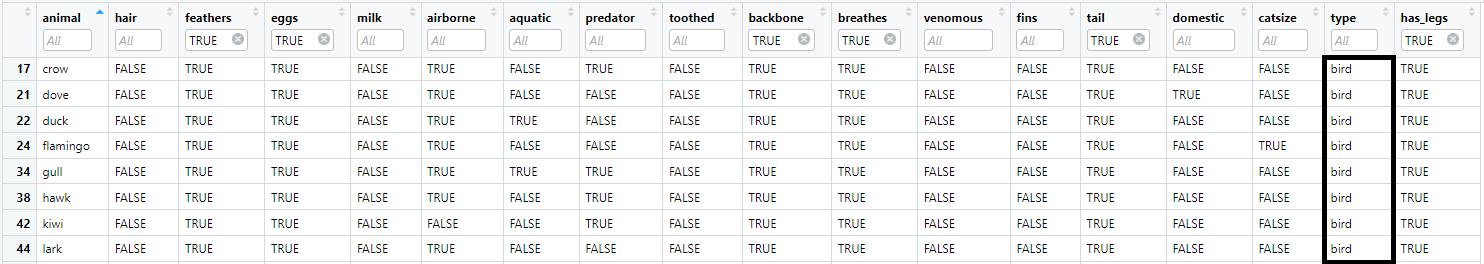 animal hair feathers eggs milk airborne aquatic predator toothed backbone breathes venomous fins tail domestic catsize type has_legs
All All TRUE TRUE All All All All All TRUE TRUE All All TRUE All All All TRUE
17 crow FALSE TRUE TRUE FALSE TRUE FALSE TRUE FALSE TRUE TRUE FALSE FALSE TRUE FALSE FALSE bird TRUE
21 dove FALSE TRUE TRUE FALSE TRUE FALSE FALSE FALSE TRUE TRUE FALSE FALSE TRUE TRUE FALSE bird TRUE
22 duck FALSE TRUE TRUE FALSE TRUE TRUE FALSE FALSE TRUE TRUE FALSE FALSE TRUE FALSE FALSE bird TRUE
24 flamingo FALSE TRUE TRUE FALSE TRUE FALSE FALSE FALSE TRUE TRUE FALSE FALSE TRUE FALSE TRUE bird TRUE
34 gull FALSE TRUE TRUE FALSE TRUE TRUE TRUE FALSE TRUE TRUE FALSE FALSE TRUE FALSE FALSE bird TRUE
38 hawk FALSE TRUE TRUE FALSE TRUE FALSE TRUE FALSE TRUE TRUE FALSE FALSE TRUE FALSE FALSE bird TRUE
42 kiwi FALSE TRUE TRUE FALSE FALSE FALSE TRUE FALSE TRUE TRUE FALSE FALSE TRUE FALSE FALSE bird TRUE
44 lark FALSE TRUE TRUE FALSE TRUE FALSE FALSE FALSE TRUE TRUE FALSE FALSE TRUE FALSE FALSE bird TRUE